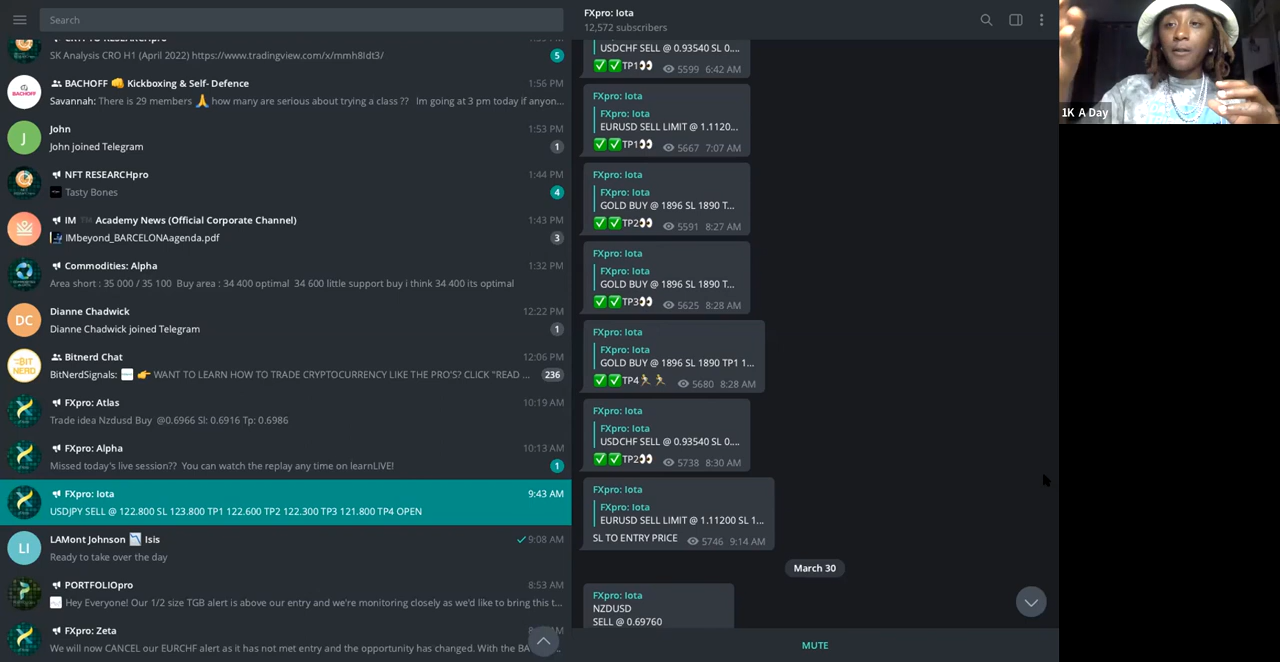 Search
SK Analysis CRO H1 (April 2022) https://www.tradingview.com/x/mmh8Idt3/
5
BACHOFF 👊 Kickboxing & Self- Defence
1:56 PM
Savannah: There is 29 members 🙏 how many are serious about trying a class ?? Im going at 3 pm today if anyon...
John
1:53 PM
John joined Telegram
1
NFT RESEARCHpro
1:44 PM
Tasty Bones
4
IM ™ Academy News (Official Corporate Channel)
1:43 PM
IMbeyond_BARCELONAagenda.pdf
3
Commodities: Alpha
1:32 PM
Area short : 35 000 / 35 100 Buy area : 34 400 optimal 34 600 little support buy i think 34 400 its optimal
DC
Dianne Chadwick
12:22 PM
Dianne Chadwick joined Telegram
1
BIT
NERD
Bitnerd Chat
12:06 PM
BitNerdSignals: 👉 WANT TO LEARN HOW TO TRADE CRYPTOCURRENCY LIKE THE PRO'S? CLICK "READ ...
236
FXpro: Atlas
10:19 AM
Trade idea Nzdusd Buy @0.6966 Sl: 0.6916 Tp: 0.6986
FXpro: Alpha
10:13 AM
Missed today's live session?? You can watch the replay any time on learnLIVE!
1
FXpro: Iota
9:43 AM
USDJPY SELL @ 122.800 SL 123.800 TP1 122.600 TP2 122.300 TP3 121.800 TP4 OPEN
LI
LAMont Johnson 📉 Isis
9:08 AM
Ready to take over the day
PORTFOLIOpro
8:53 AM
Hey Everyone! Our 1/2 size TGB alert is above our entry and we're monitoring closely as we'd like to bring this t...
FXpro: Zeta
We will now CANCEL our EURCHF alert as it has not met entry and the opportunity has changed. With the BA
FXpro: Iota
12,572 subscribers
USDCHF SELL @ 0.93540 SL 0....
✅✅TP1👀 5599 6:42 AM
FXpro: Iota
FXpro: Iota
EURUSD SELL LIMIT @ 1.1120...
✅✅TP1👀 5667 7:07 AM
FXpro: Iota
FXpro: Iota
GOLD BUY @ 1896 SL 1890 T...
✅✅TP2👀 5591 8:27 AM
FXpro: Iota
FXpro: Iota
GOLD BUY @ 1896 SL 1890 T...
✅✅TP3👀 5625 8:28 AM
FXpro: Iota
FXpro: Iota
GOLD BUY @ 1896 SL 1890 TP1 1...
✅✅TP4🏃🏃 5680 8:28 AM
FXpro: Iota
FXpro: Iota
USDCHF SELL @ 0.93540 SL 0....
✅✅TP2👀 5738 8:30 AM
FXpro: Iota
FXpro: Iota
EURUSD SELL LIMIT @ 1.11200 SL 1...
SL TO ENTRY PRICE 5746 9:14 AM
March 30
FXpro: Iota
NZDUSD
SELL @ 0.69760
MUTE
1K A Day